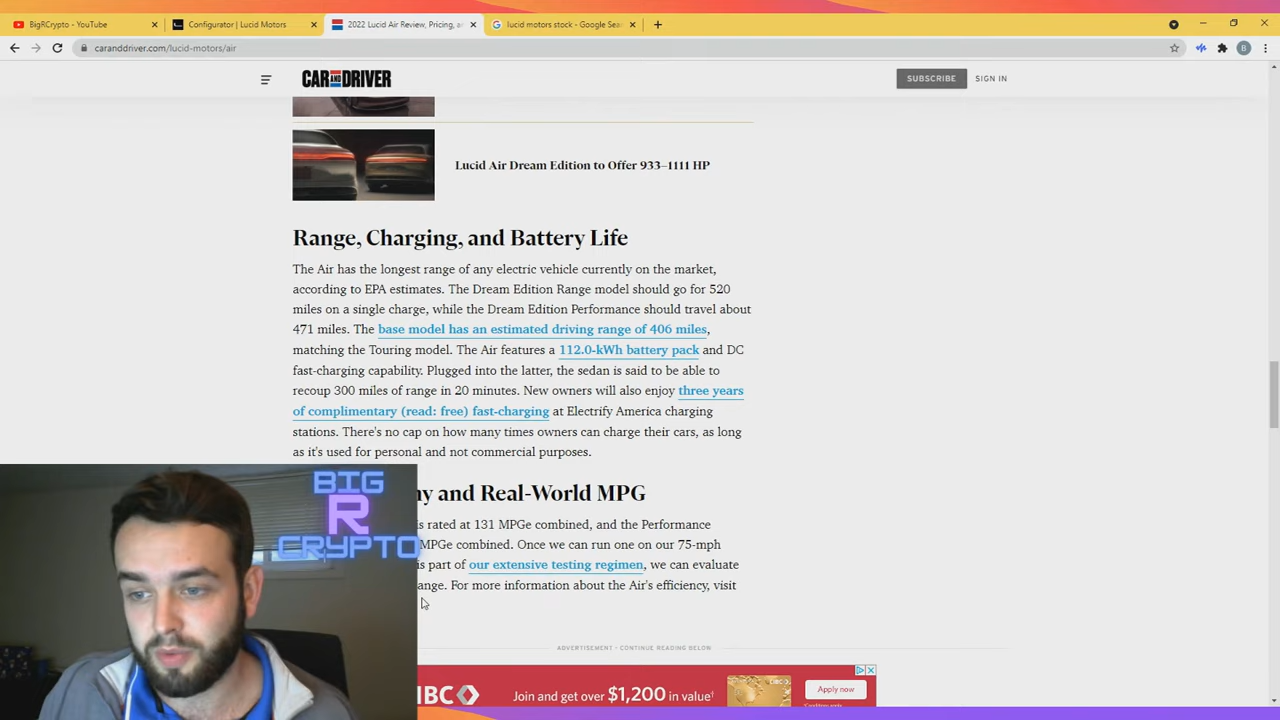 BigRCrypto - YouTube
Configurator | Lucid Motors
2022 Lucid Air Review, Pricing, a
lucid motors stock - Google Sea
caranddriver.com/lucid-motors/air
B
CAR AND DRIVER
SUBSCRIBE
SIGN IN
Lucid Air Dream Edition to Offer 933–1111 HP
Range, Charging, and Battery Life
The Air has the longest range of any electric vehicle currently on the market,
according to EPA estimates. The Dream Edition Range model should go for 520
miles on a single charge, while the Dream Edition Performance should travel about
471 miles. The base model has an estimated driving range of 406 miles,
matching the Touring model. The Air features a 112.0-kWh battery pack and DC
fast-charging capability. Plugged into the latter, the sedan is said to be able to
recoup 300 miles of range in 20 minutes. New owners will also enjoy three years
of complimentary (read: free) fast-charging at Electrify America charging
stations. There's no cap on how many times owners can charge their cars, as long
as it's used for personal and not commercial purposes.
BIG
R
CRYPTO
ny and Real-World MPG
is rated at 131 MPGe combined, and the Performance
MPGe combined. Once we can run one on our 75-mph
is part of our extensive testing regimen, we can evaluate
ange. For more information about the Air's efficiency, visit
ADVERTISEMENT - CONTINUE READING BELOW
IBC
Join and get over $1,200 in value
Apply now